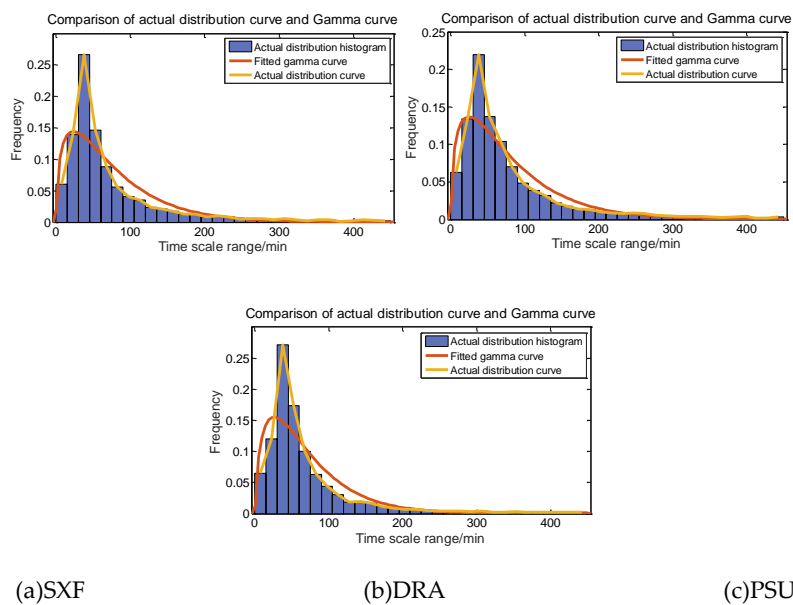 Comparison of actual distribution curve and Gamma curve
Actual distribution histogram
Fitted gamma curve
Actual distribution curve
0.25
0.2
0.15
0.1
0.05
0
Frequency
0 100 200 300 400
Time scale range/min
Comparison of actual distribution curve and Gamma curve
Actual distribution histogram
Fitted gamma curve
Actual distribution curve
0.25
0.2
0.15
0.1
0.05
0
Frequency
0 100 200 300 400
Time scale range/min
Comparison of actual distribution curve and Gamma curve
Actual distribution histogram
Fitted gamma curve
Actual distribution curve
0.25
0.2
0.15
0.1
0.05
0
Frequency
0 100 200 300 400
Time scale range/min
(a)SXF (b)DRA (c)PSU